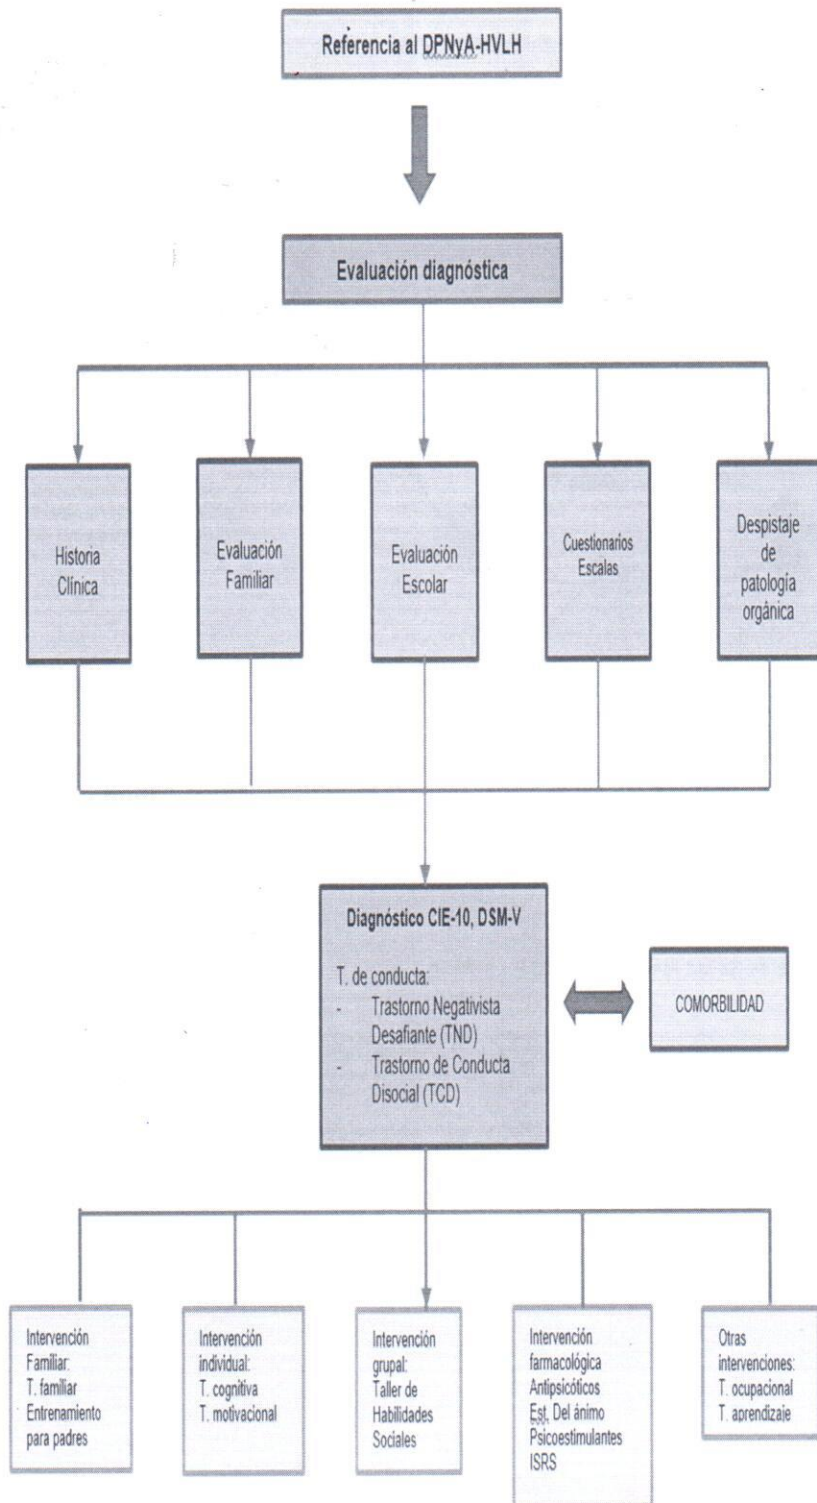 Referencia al DPNyA-HVLH
Evaluación diagnóstica
Historia
Clínica
Evaluación
Familiar
Evaluación
Escolar
Cuestionarios
Escalas
Despistaje
de
patología
orgánica
Diagnóstico CIE-10, DSM-V
T. de conducta:
- Trastorno Negativista
Desafiante (TND)
- Trastorno de Conducta
Disocial (TCD)
COMORBILIDAD
Intervención
Familiar:
T. familiar
Entrenamiento
para padres
Intervención
individual:
T. cognitiva
T. motivacional
Intervención
grupal:
Taller de
Habilidades
Sociales
Intervención
farmacológica
Antipsicóticos
Est. Del ánimo
Psicoestimulantes
ISRS
Otras
intervenciones:
T. ocupacional
T. aprendizaje